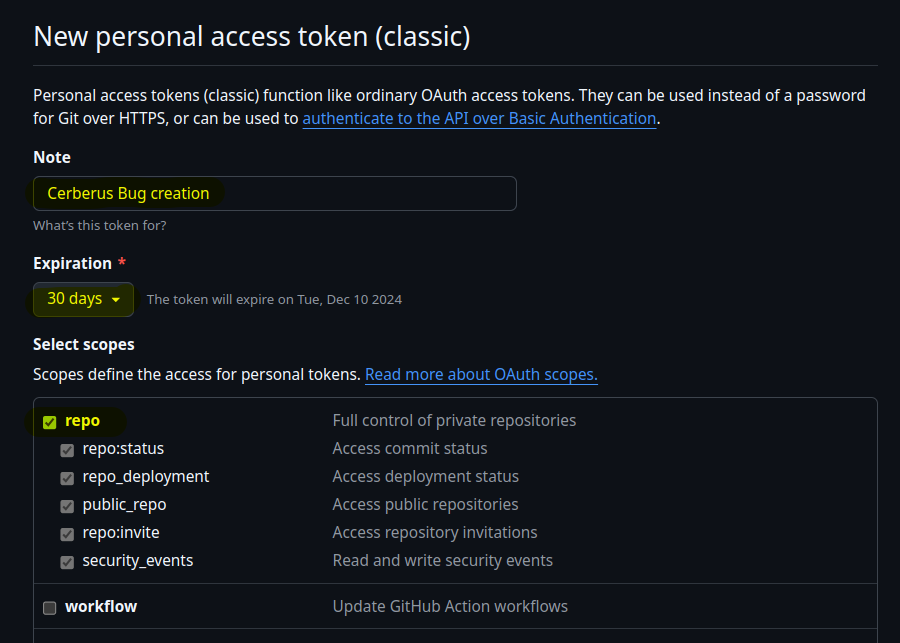 New personal access token (classic)
Personal access tokens (classic) function like ordinary OAuth access tokens. They can be used instead of a password
for Git over HTTPS, or can be used to authenticate to the API over Basic Authentication.
Note
Cerberus Bug creation
What's this token for?
Expiration *
30 days The token will expire on Tue, Dec 10 2024
Select scopes
Scopes define the access for personal tokens. Read more about OAuth scopes.
repo Full control of private repositories
repo:status Access commit status
repo_deployment Access deployment status
public_repo Access public repositories
repo:invite Access repository invitations
security_events Read and write security events
workflow Update GitHub Action workflows